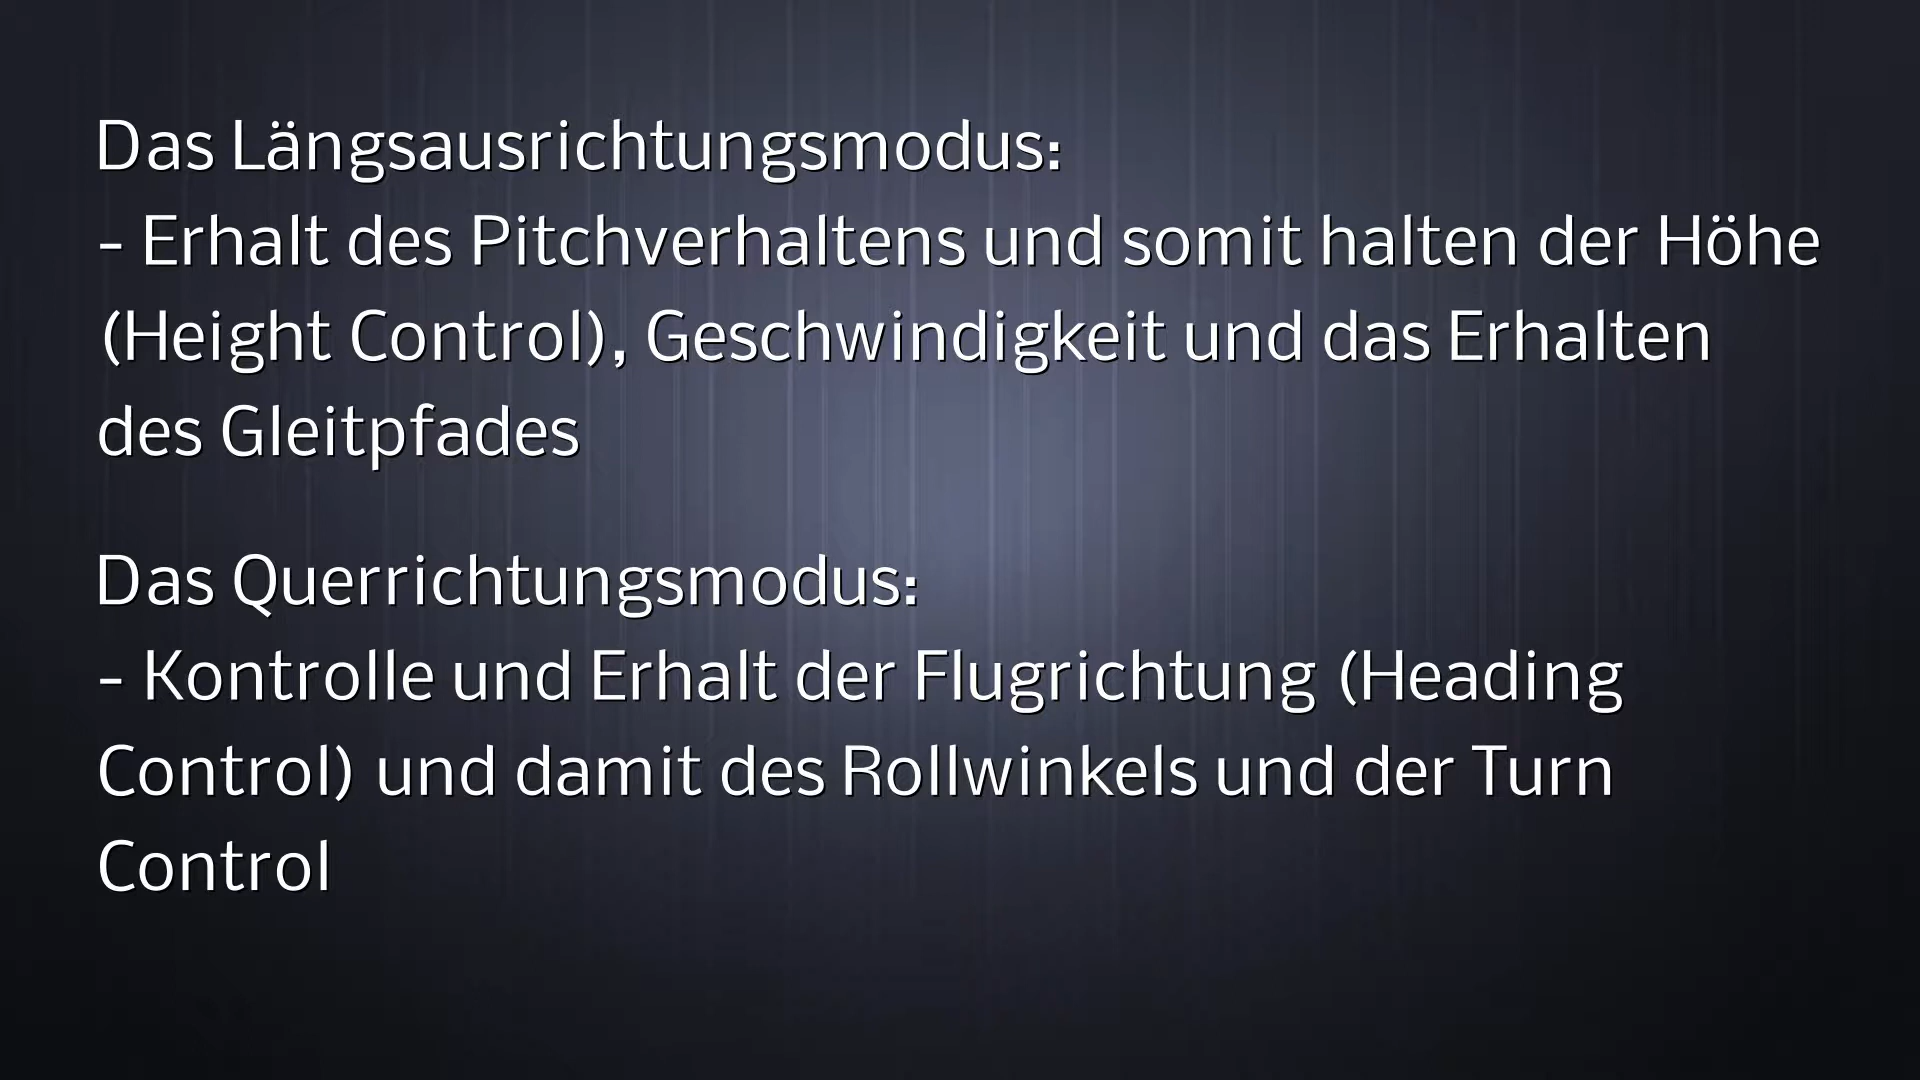 Das Längsausrichtungsmodus:
- Erhalt des Pitchverhaltens und somit halten der Höhe
(Height Control), Geschwindigkeit und das Erhalten
des Gleitpfades
Das Querrichtungsmodus:
- Kontrolle und Erhalt der Flugrichtung (Heading
Control) und damit des Rollwinkels und der Turn
Control